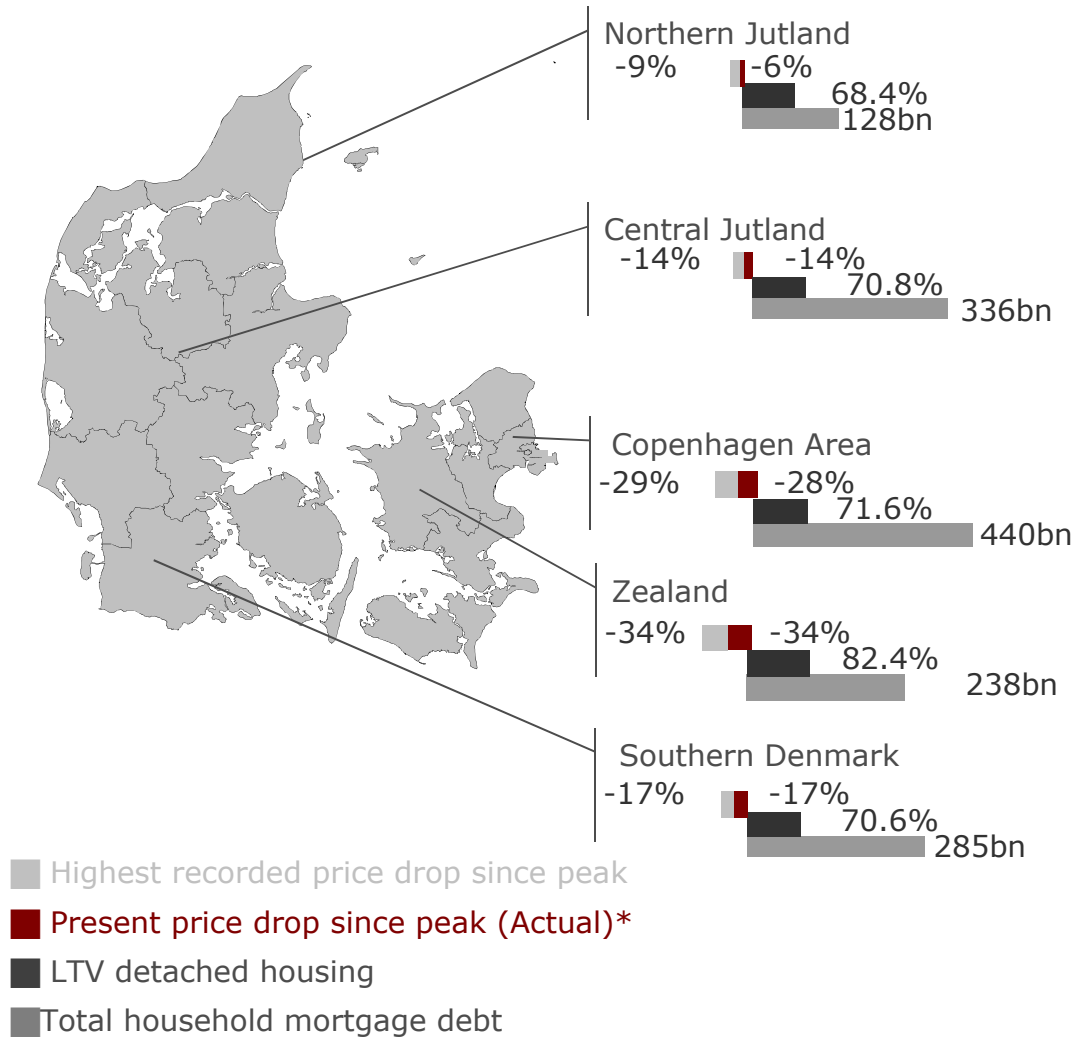 Northern Jutland
-9% -6%
68.4%
128bn
Central Jutland
-14% -14%
70.8%
336bn
Copenhagen Area
-29% -28%
71.6%
440bn
Zealand
-34% -34%
82.4%
238bn
Southern Denmark
-17% -17%
70.6%
285bn
Highest recorded price drop since peak
Present price drop since peak (Actual)*
LTV detached housing
Total household mortgage debt